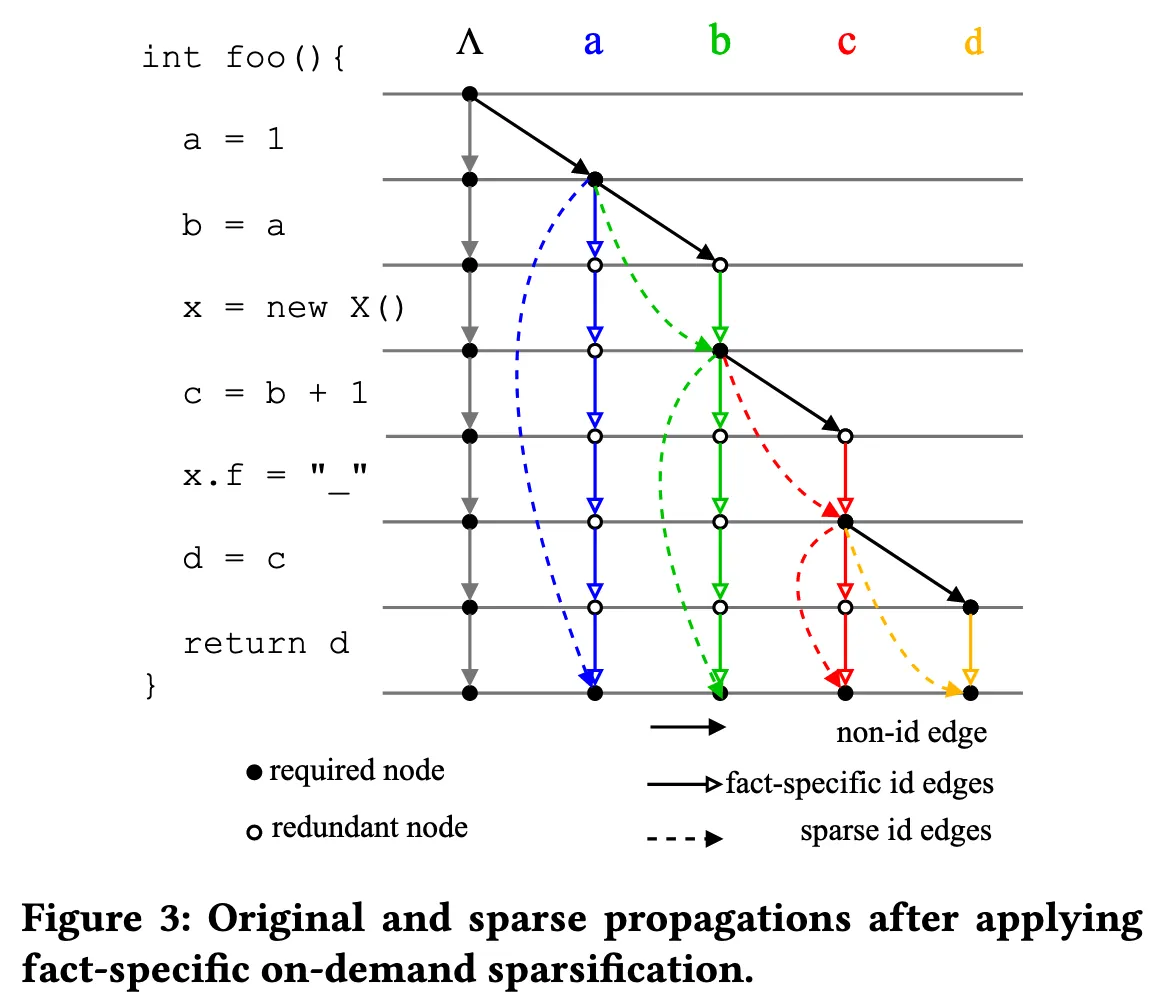 Λ a b c d
int foo(){
a = 1
b = a
x = new X()
c = b + 1
x.f = "_"
d = c
return d
}
non-id edge
required node
fact-specific id edges
redundant node
sparse id edges
Figure 3: Original and sparse propagations after applying
fact-specific on-demand sparsification.